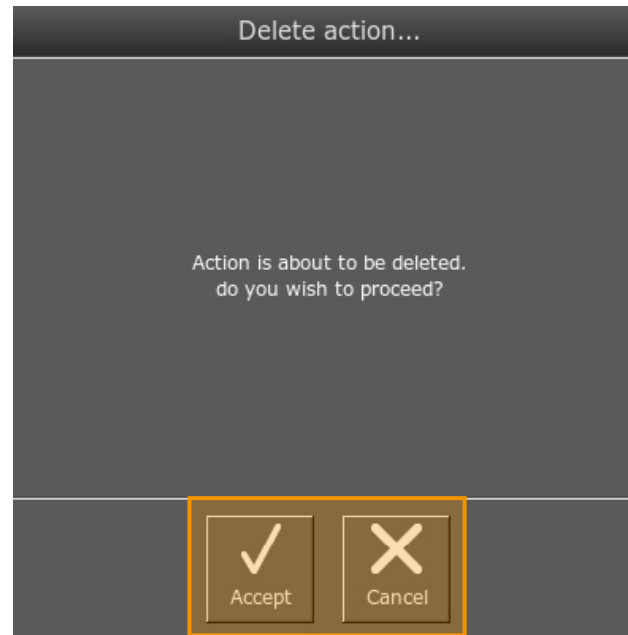 Delete action...
Action is about to be deleted.
do you wish to proceed?
Accept Cancel